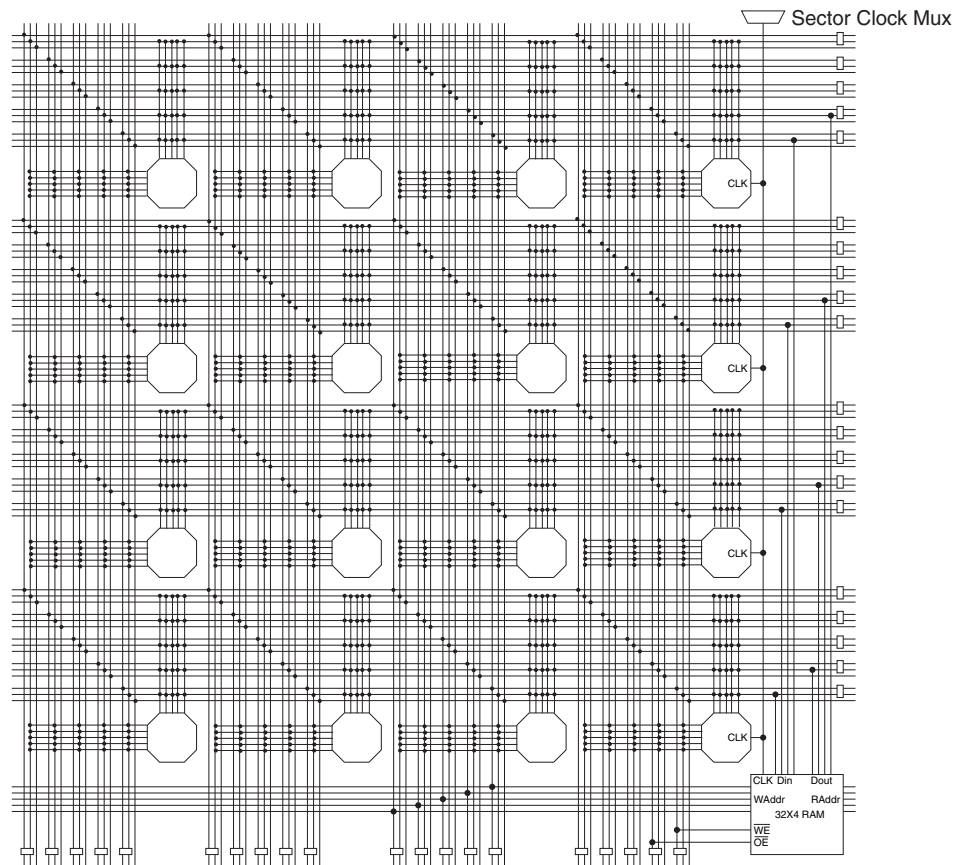 Sector Clock Mux
CLK
CLK
CLK
CLK
CLK Din Dout
WAddr RAddr
32X4 RAM
WE
OE